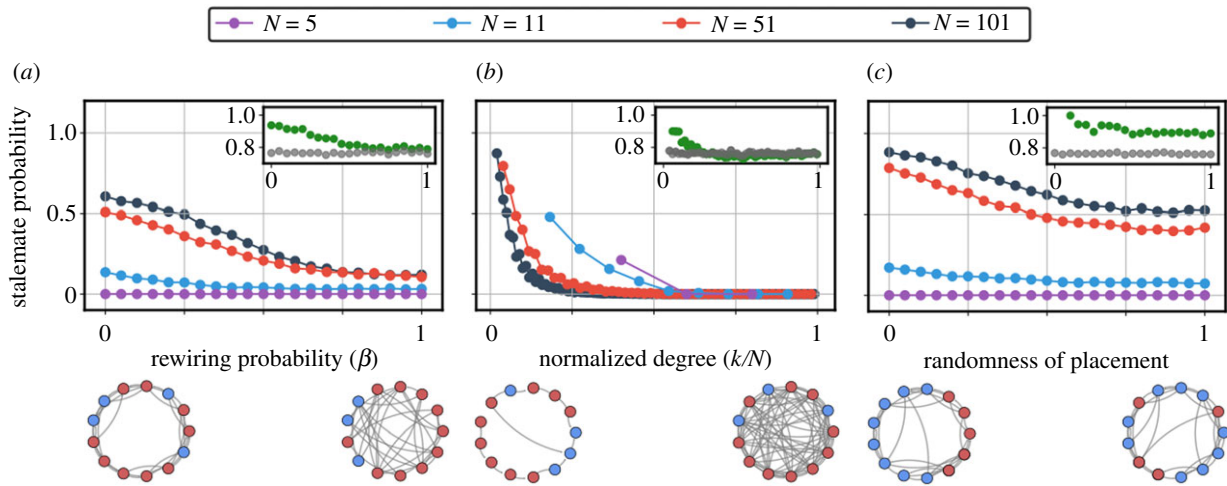 N = 5 N = 11 N = 51 N = 101
(a) (b) (c)
stalemate probability
1.0
0.5
0
1.0
0.8
0 1
1.0
0.8
0 1
1.0
0.8
0 1
0 1 0 1 0 1
rewiring probability (β) normalized degree (k/N) randomness of placement